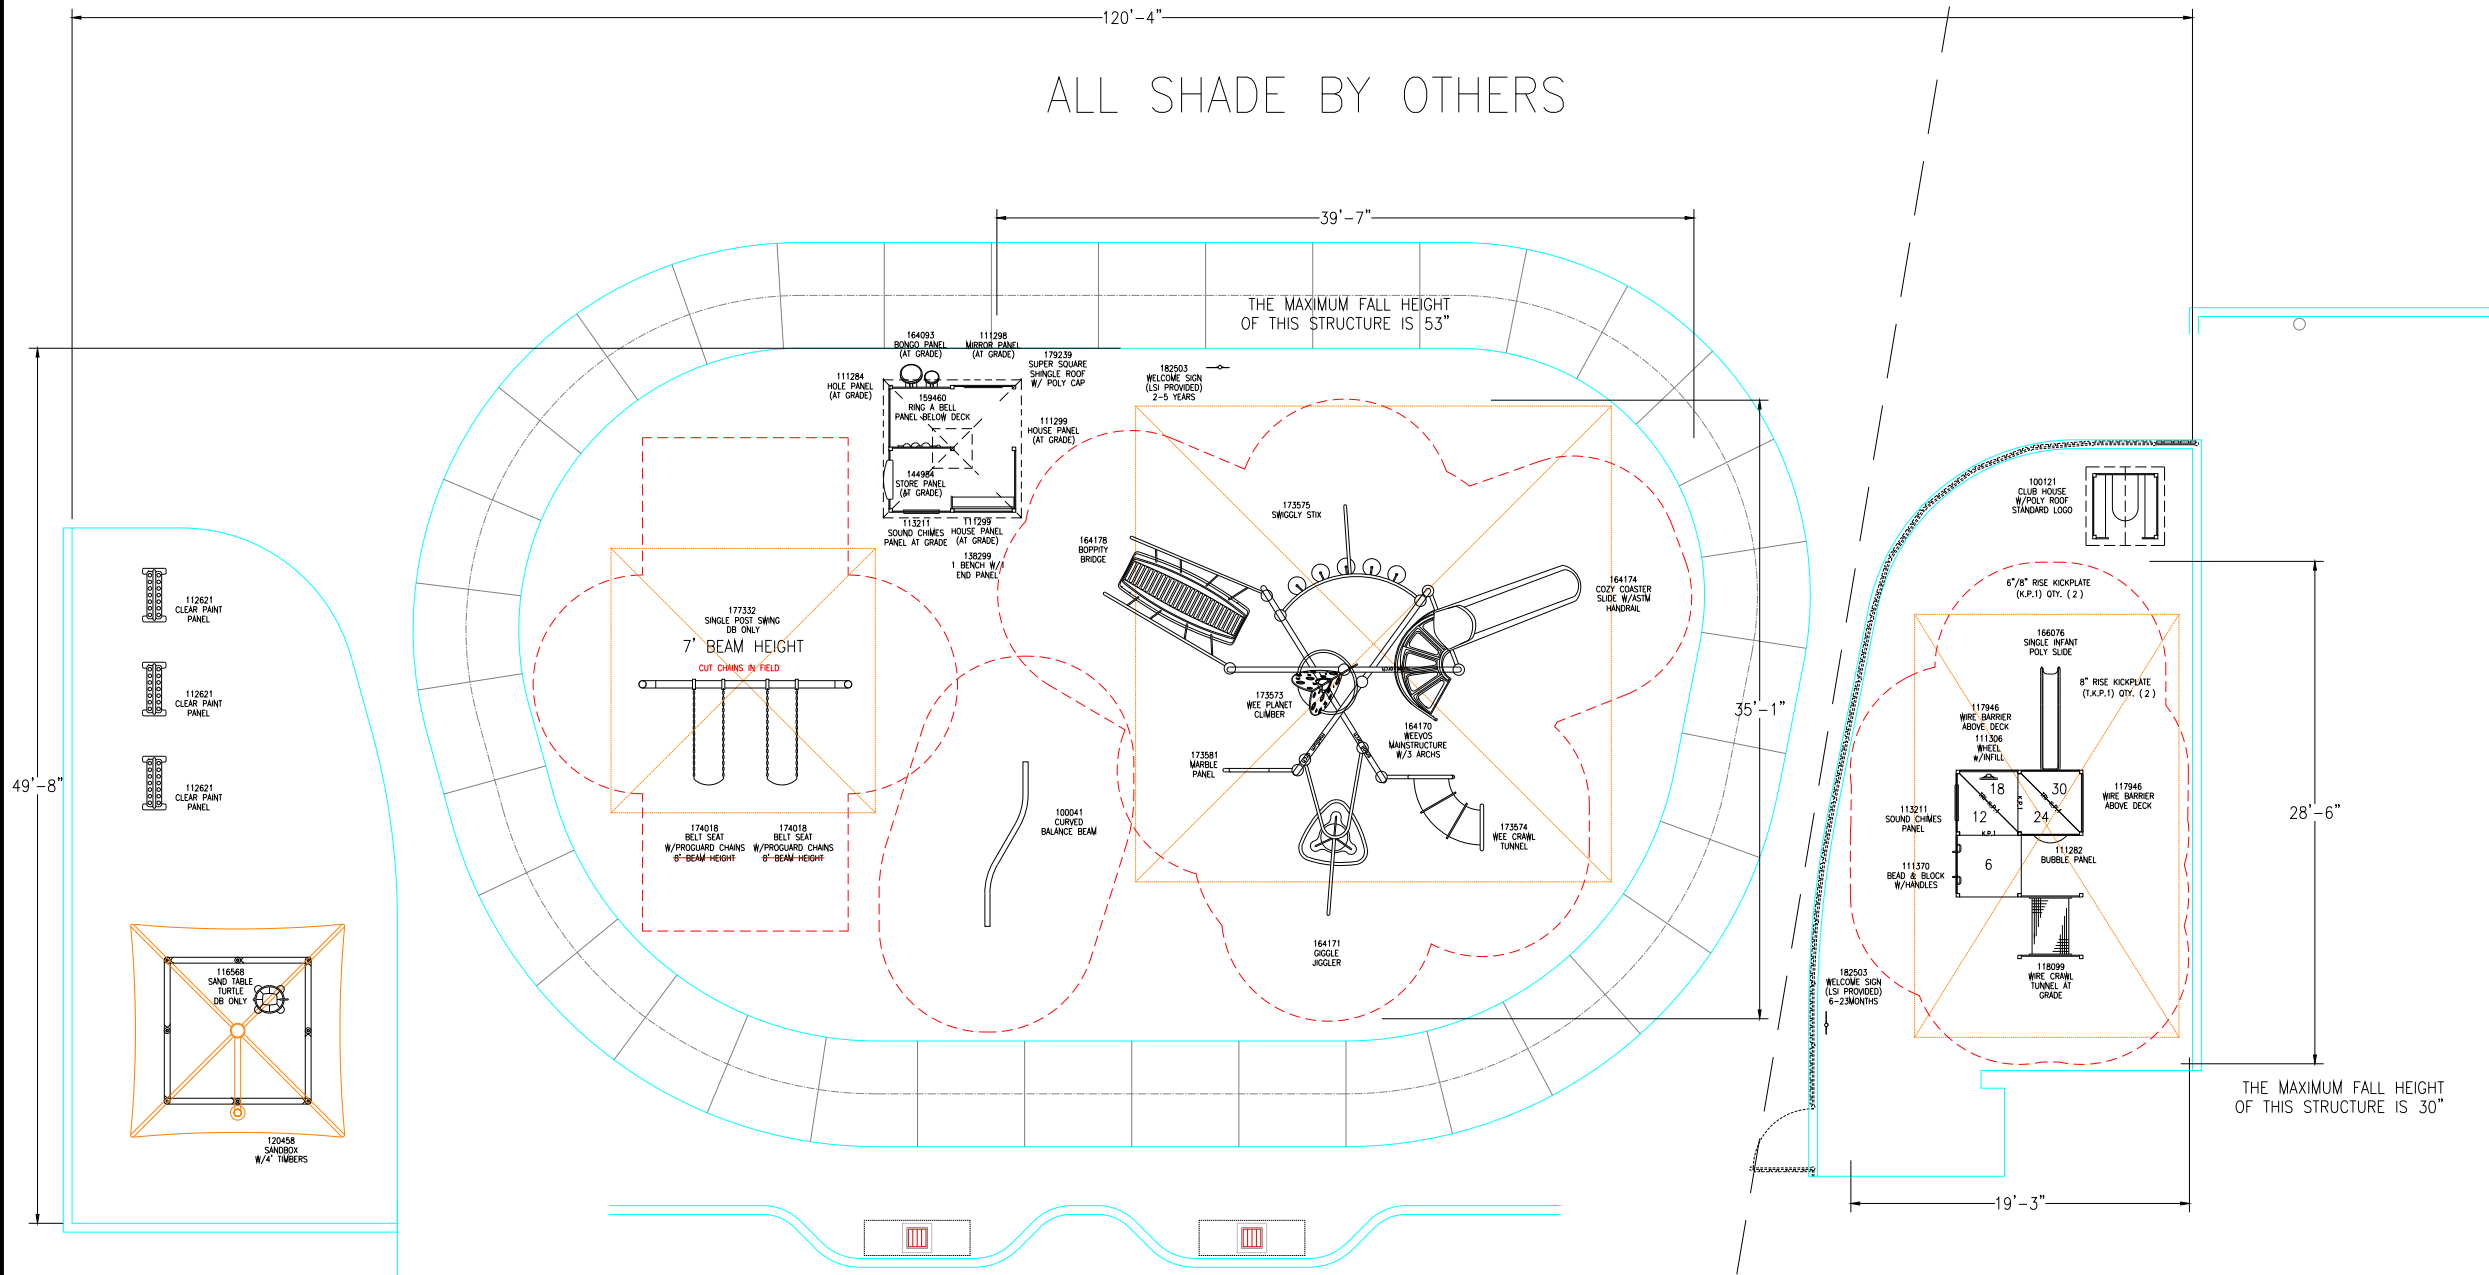 120'-4"
ALL SHADE BY OTHERS
39'-7"
THE MAXIMUM FALL HEIGHT
OF THIS STRUCTURE IS 53"
164093
BONGO PANEL
(AT GRADE)
111298
MIRROR PANEL
(AT GRADE)
179239
SUPER SQUARE
SHINGLE ROOF
W/ POLY CAP
111284
HOLE PANEL
(AT GRADE)
159460
RING A BELL
PANEL BELOW DECK
111299
HOUSE PANEL
(AT GRADE)
144984
STORE PANEL
(AT GRADE)
113211
SOUND CHIMES
PANEL AT GRADE
111299
HOUSE PANEL
(AT GRADE)
138299
1 BENCH W/1
END PANEL
182503
WELCOME SIGN
(LSI PROVIDED)
2-5 YEARS
173575
SWIGGLY STIX
164178
BOPPITY
BRIDGE
164174
COZY COASTER
SLIDE W/ASTM
HANDRAIL
173573
WEE PLANET
CLIMBER
164170
WEEVOS
MAINSTRUCTURE
W/3 ARCHS
173581
MARBLE
PANEL
173574
WEE CRAWL
TUNNEL
164171
GIGGLE
JIGGLER
35'-1"
100041
CURVED
BALANCE BEAM
177332
SINGLE POST SWING
DB ONLY
7' BEAM HEIGHT
CUT CHAINS IN FIELD
174018
BELT SEAT
W/PROGUARD CHAINS
8' BEAM HEIGHT
174018
BELT SEAT
W/PROGUARD CHAINS
8' BEAM HEIGHT
112621
CLEAR PAINT
PANEL
112621
CLEAR PAINT
PANEL
112621
CLEAR PAINT
PANEL
49'-8"
116568
SAND TABLE
TURTLE
DB ONLY
120458
SANDBOX
W/4' TIMBERS
100121
CLUB HOUSE
W/POLY ROOF
STANDARD LOGO
6"/8" RISE KICKPLATE
(K.P.1) QTY. ( 2 )
166076
SINGLE INFANT
POLY SLIDE
8" RISE KICKPLATE
(T.K.P.1) QTY. ( 2 )
117946
WIRE BARRIER
ABOVE DECK
111306
WHEEL
W/INFILL
18
30
12
24
6
K.P.1
K.P.1
117946
WIRE BARRIER
ABOVE DECK
113211
SOUND CHIMES
PANEL
111282
BUBBLE PANEL
111370
BEAD & BLOCK
W/HANDLES
118099
WIRE CRAWL
TUNNEL AT
GRADE
182503
WELCOME SIGN
(LSI PROVIDED)
6-23MONTHS
28'-6"
THE MAXIMUM FALL HEIGHT
OF THIS STRUCTURE IS 30"
19'-3"